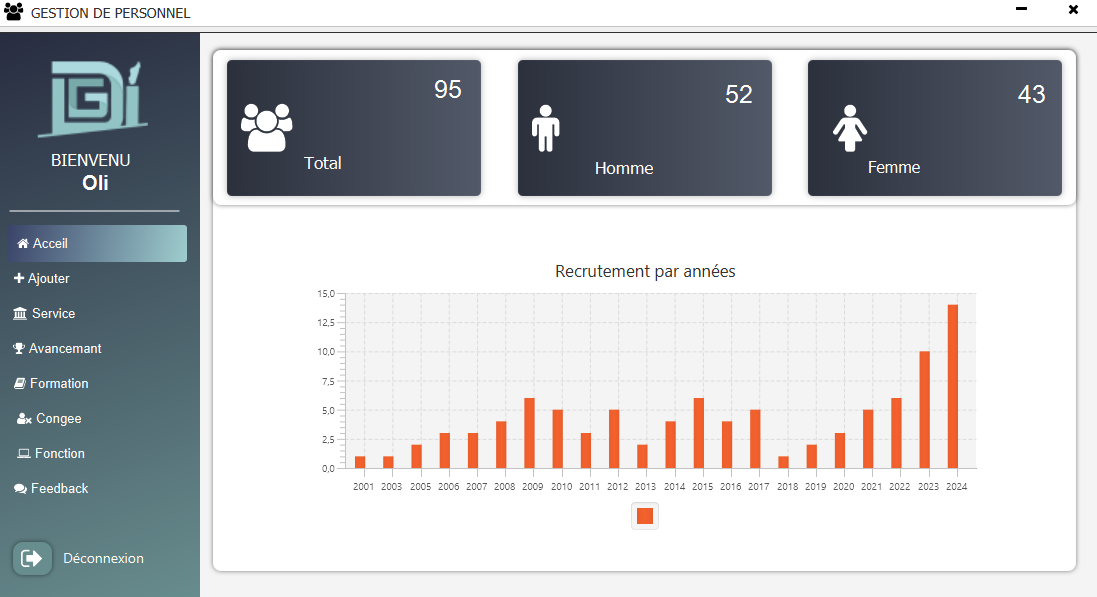 GESTION DE PERSONNEL
DGi
BIENVENU
Oli
Acceil
Ajouter
Service
Avancemant
Formation
Congee
Fonction
Feedback
Déconnexion
95
Total
52
Homme
43
Femme
Recrutement par années
15,0
12,5
10,0
7,5
5,0
2,5
0,0
2001 2003 2005 2006 2007 2008 2009 2010 2011 2012 2013 2014 2015 2016 2017 2018 2019 2020 2021 2022 2023 2024